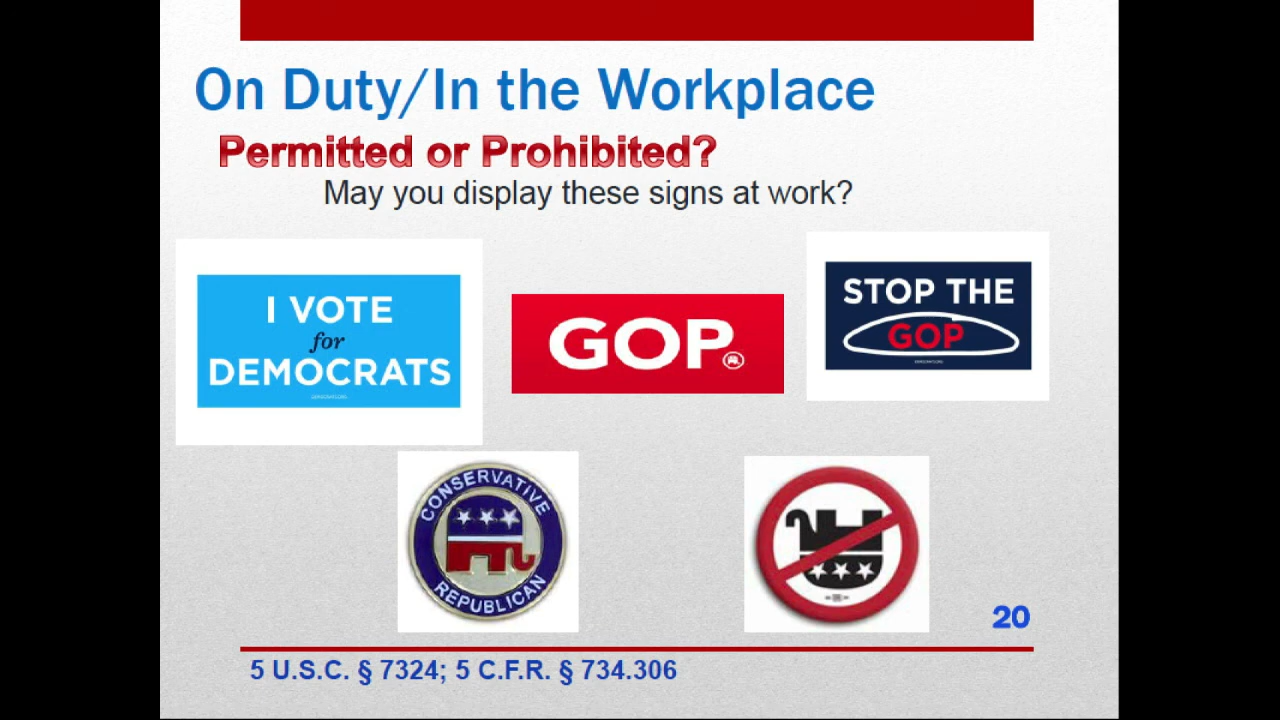 On Duty/In the Workplace
Permitted or Prohibited?
May you display these signs at work?
I VOTE
for
DEMOCRATS
GOP®
STOP THE
GOP
CONSERVATIVE
REPUBLICAN
20
5 U.S.C. § 7324; 5 C.F.R. § 734.306